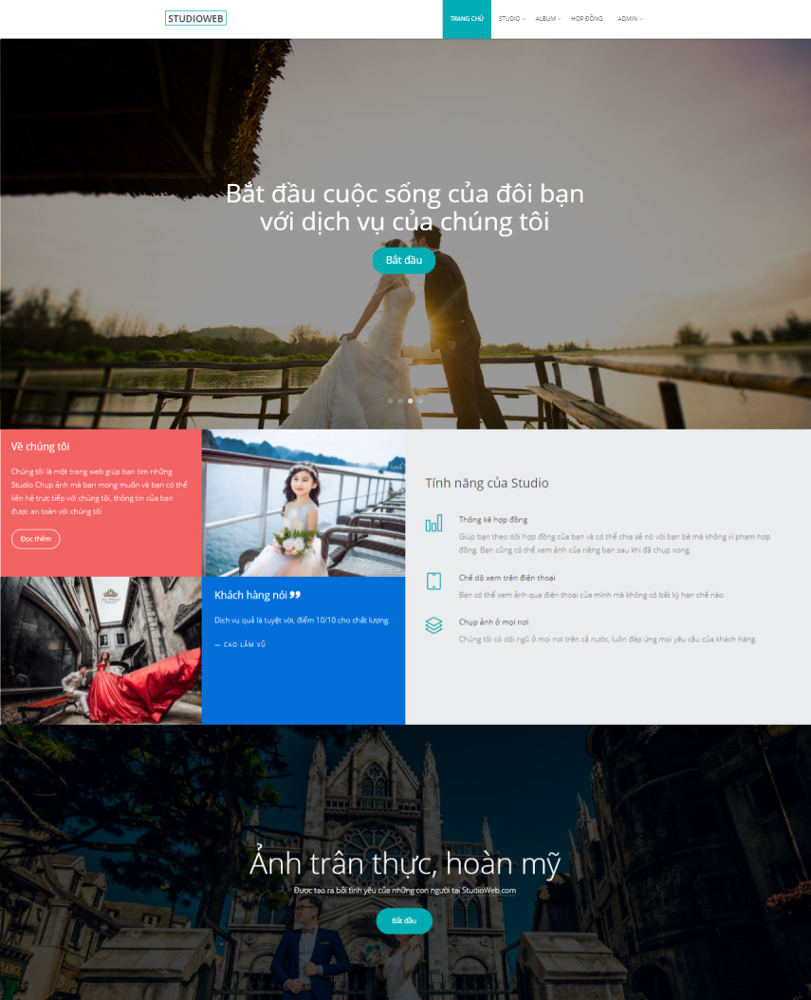 STUDIOWEB
TRANG CHỦ
STUDIO
ALBUM
HỢP ĐỒNG
ADMIN
Bắt đầu cuộc sống của đôi bạn
với dịch vụ của chúng tôi
Bắt đầu
Về chúng tôi
Chúng tôi là một trang web giúp bạn tìm những
Studio Chụp ảnh mà bạn mong muốn và bạn có thể
liên hệ trực tiếp với chúng tôi, thông tin của bạn
được an toàn với chúng tôi
Đọc thêm
Khách hàng nói
Dịch vụ quả là tuyệt vời, điểm 10/10 cho chất lượng.
— CAO LÂM VŨ
Tính năng của Studio
Thống kê hợp đồng
Giúp bạn theo dõi hợp đồng của bạn và có thể chia sẻ nó với bạn bè mà không vi phạm hợp
đồng. Bạn cũng có thể xem ảnh của riêng bạn sau khi đã chụp xong.
Chế độ xem trên điện thoại
Bạn có thể xem ảnh qua điện thoại của mình mà không có bất kỳ hạn chế nào.
Chụp ảnh ở mọi nơi
Chúng tôi có đội ngũ ở mọi nơi trên cả nước, luôn đáp ứng mọi yêu cầu của khách hàng.
Ảnh trân thực, hoàn mỹ
Được tạo ra bởi tình yêu của những con người tại StudioWeb.com
Bắt đầu